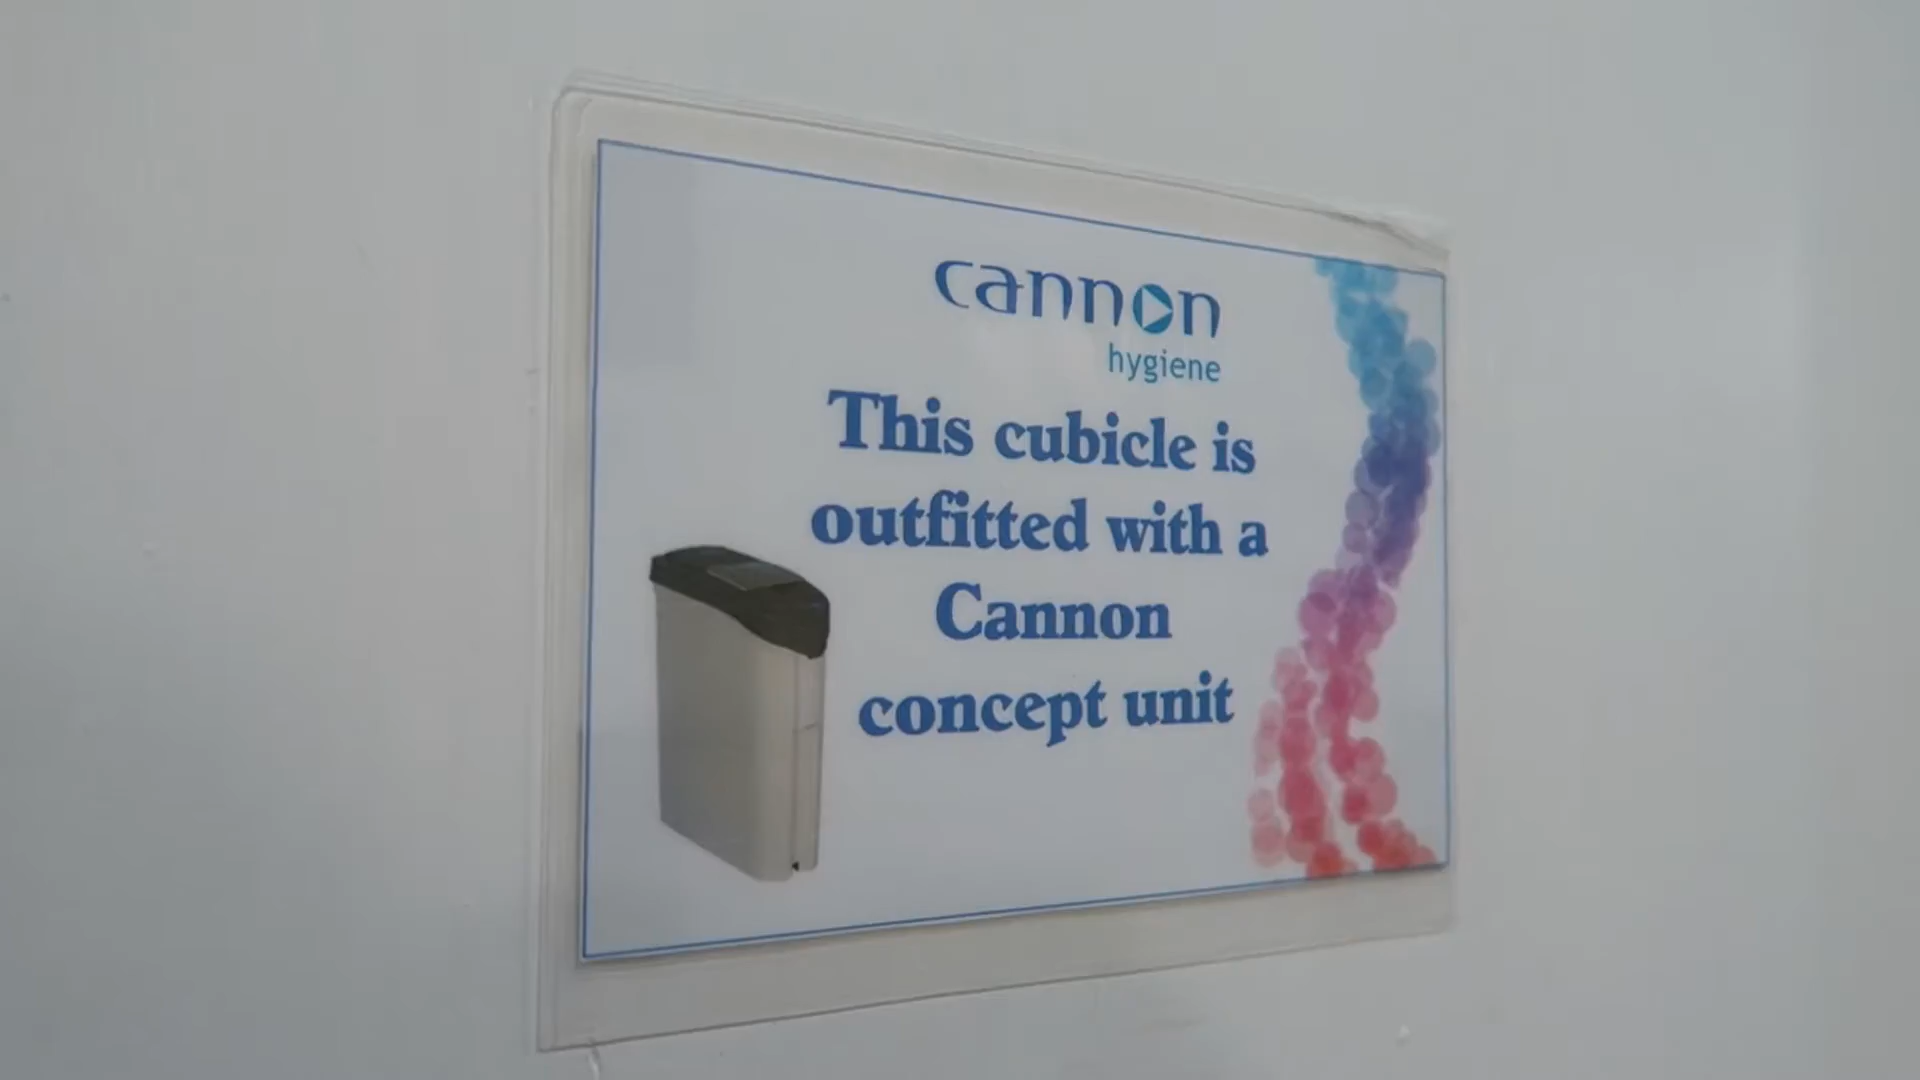 cannon
hygiene
This cubicle is
outfitted with a
Cannon
concept unit